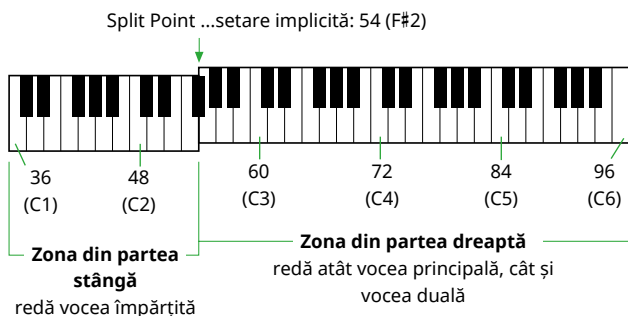 Split Point ...setare implicită: 54 (F#2)
36 48 60 72 84 96
(C1) (C2) (C3) (C4) (C5) (C6)
Zona din partea stângă
redă vocea împărțită
Zona din partea dreaptă
redă atât vocea principală, cât și
vocea duală